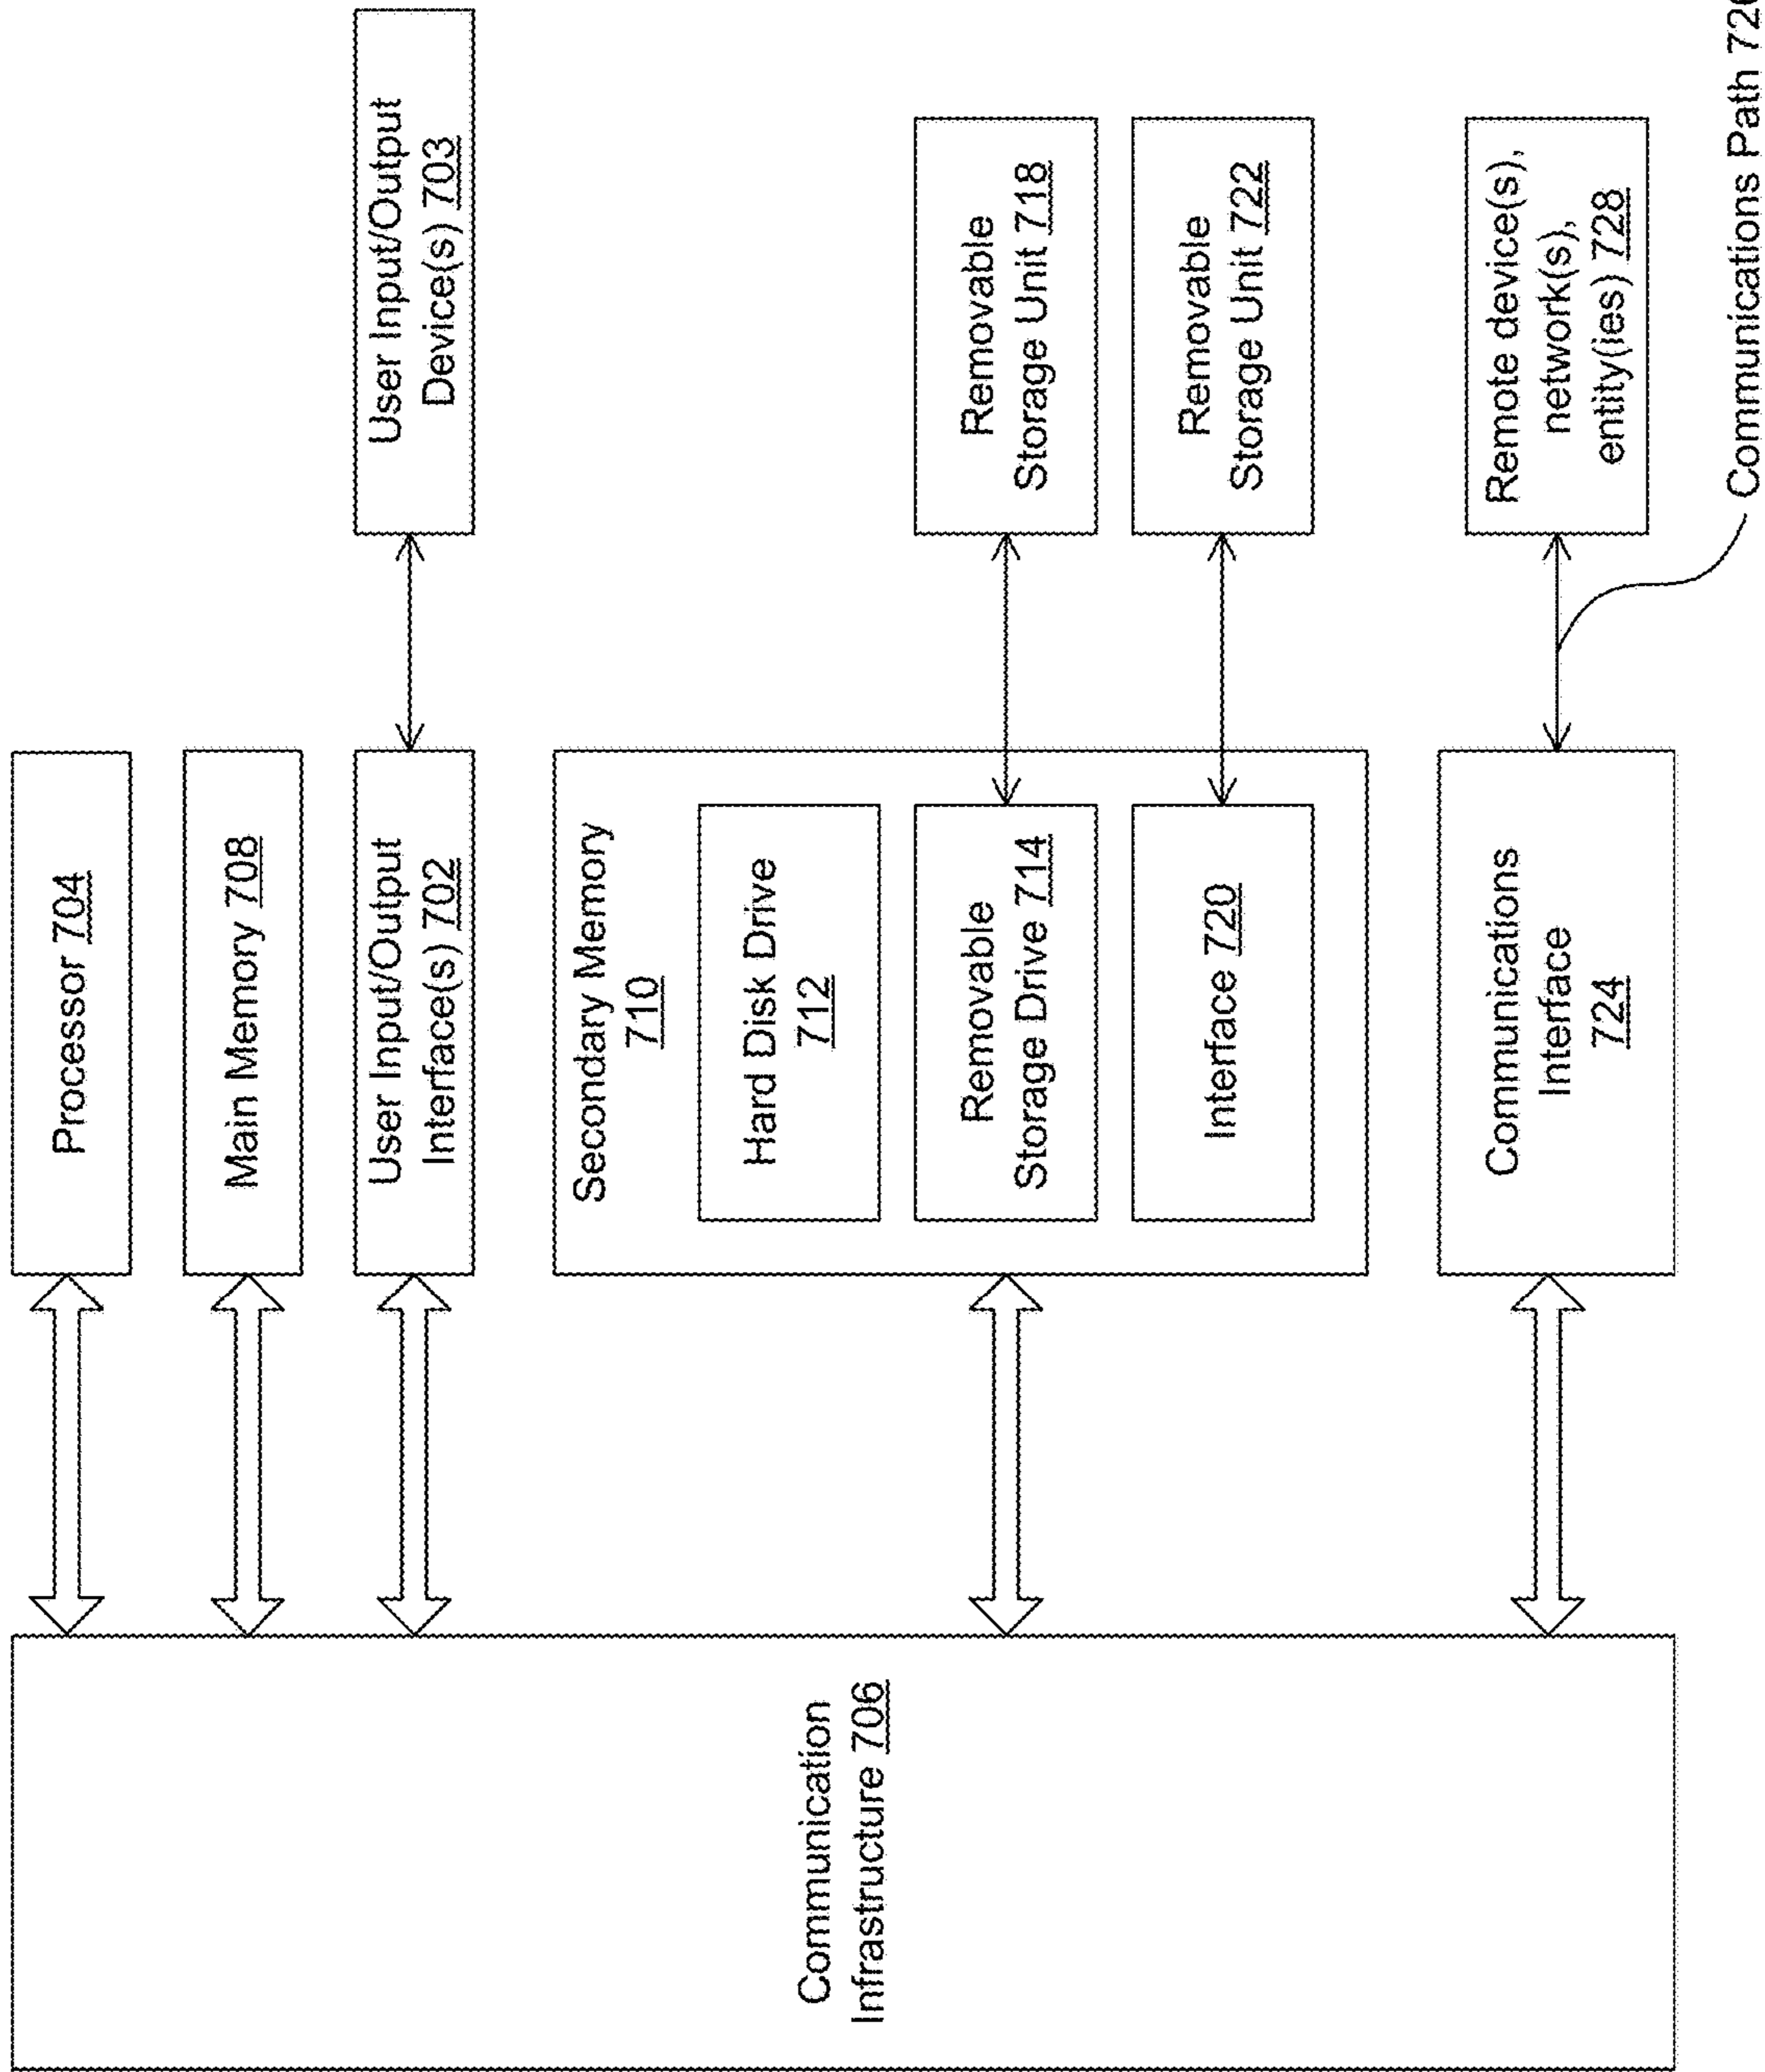 Processor 704
Main Memory 708
User Input/Output
Interface(s) 702
User Input/Output
Device(s) 703
Secondary Memory
710
Hard Disk Drive
712
Removable
Storage Drive 714
Removable
Storage Unit 718
Interface 720
Removable
Storage Unit 722
Communications
Interface
724
Remote device(s),
network(s),
entity(ies) 728
Communications Path 726
Communication
Infrastructure 706